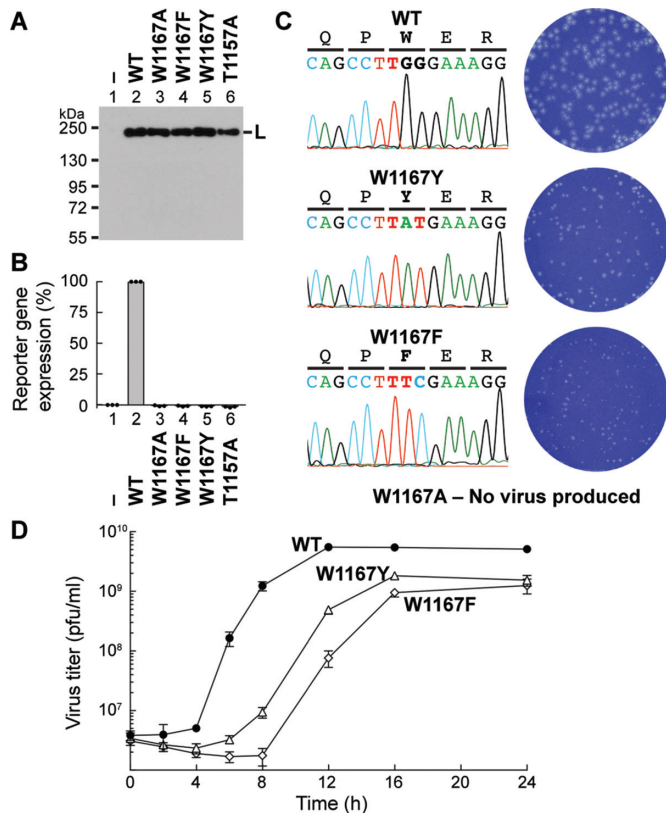 A
– WT W1167A W1167F W1167Y T1157A
1 2 3 4 5 6
kDa
250
130
95
72
55
–L
B
Reporter gene
expression (%)
100
75
50
25
0
1 2 3 4 5 6
– WT W1167A W1167F W1167Y T1157A
C
WT
Q P W E R
CAGCCTTGGGAAAGG
W1167Y
Q P Y E R
CAGCCTTATGAAAGG
W1167F
Q P F E R
CAGCCTTTCGAAAGG
W1167A – No virus produced
D
Virus titer (pfu/ml)
10¹⁰
10⁹
10⁸
10⁷
WT
W1167Y
W1167F
0 4 8 12 16 20 24
Time (h)